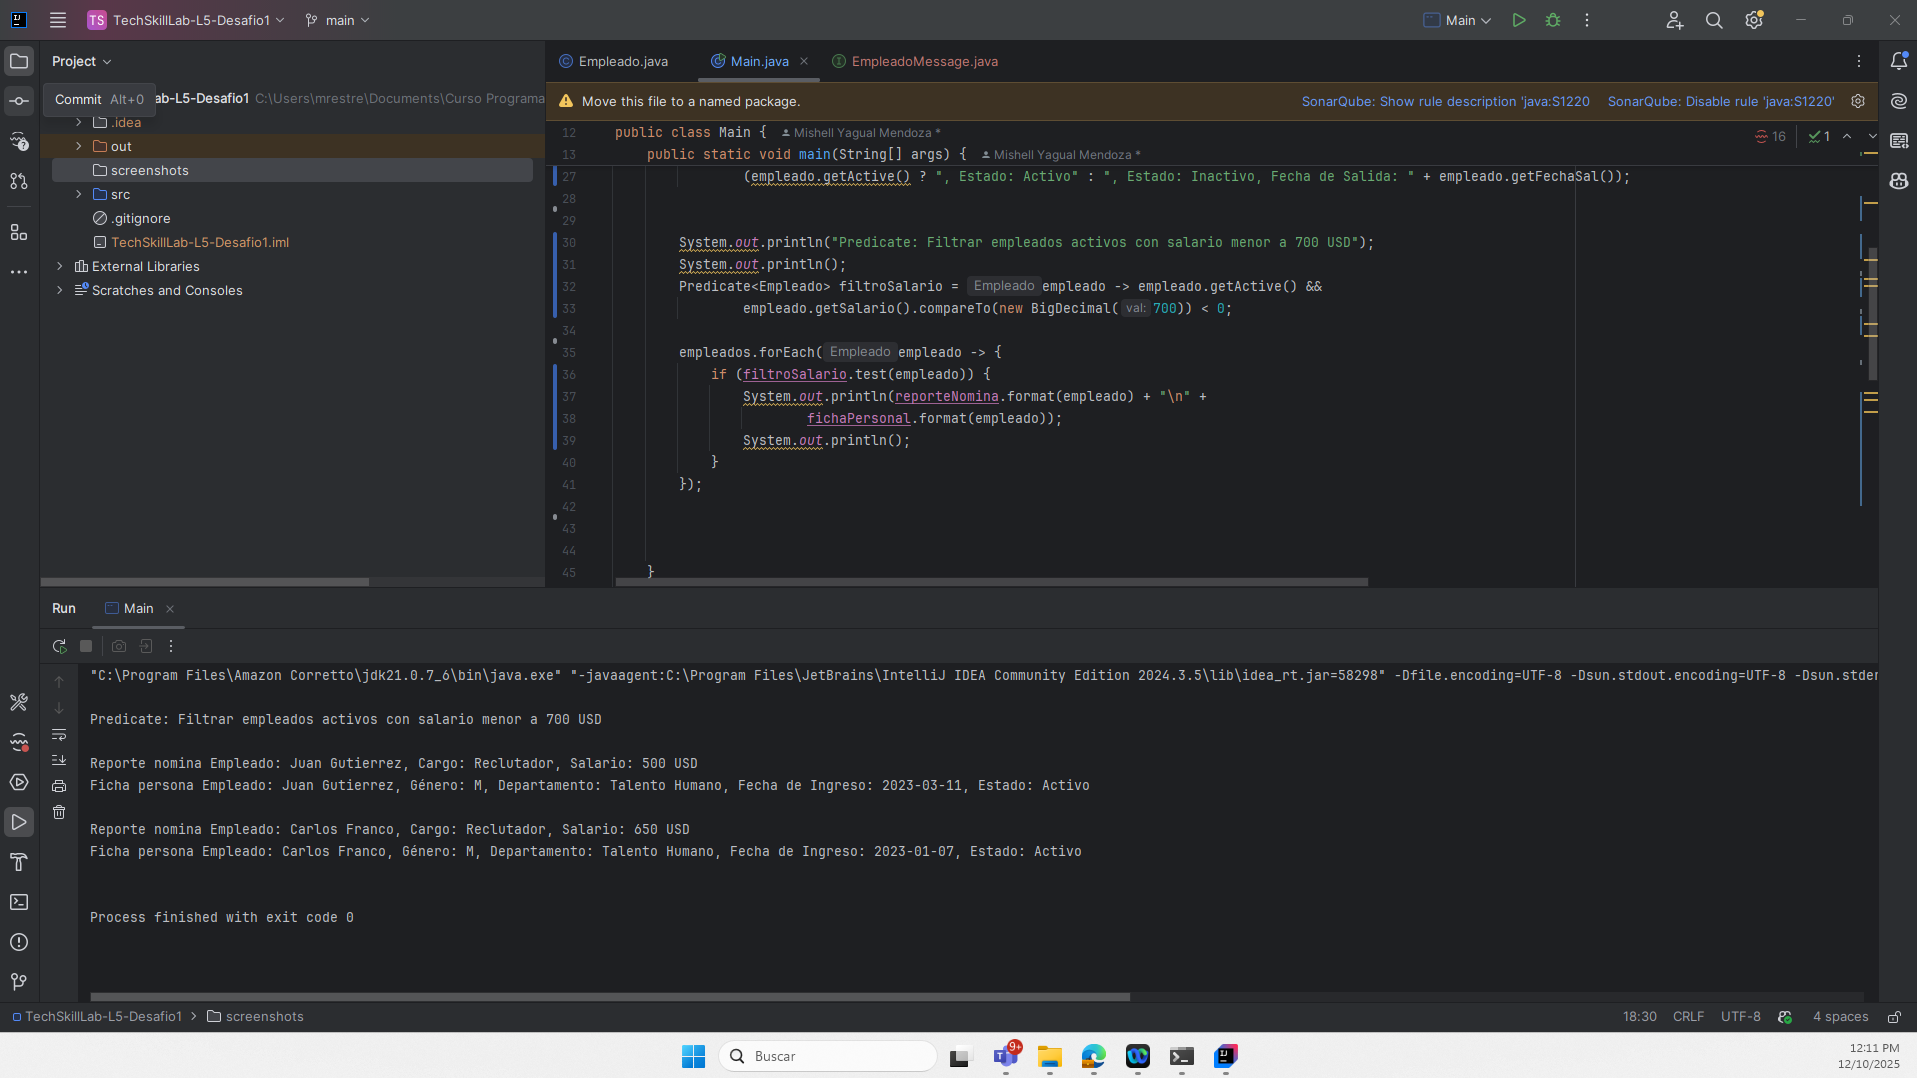 TS TechSkillLab-L5-Desafio1 main Main
Project
Commit Alt+0 ab-L5-Desafio1 C:\Users\mrestre\Documents\Curso Programa
.idea
out
screenshots
src
.gitignore
TechSkillLab-L5-Desafio1.iml
External Libraries
Scratches and Consoles
Empleado.java Main.java EmpleadoMessage.java
Move this file to a named package. SonarQube: Show rule description 'java:S1220 SonarQube: Disable rule 'java:S1220'
16 1
12 public class Main { Mishell Yagual Mendoza *
13 public static void main(String[] args) { Mishell Yagual Mendoza *
27 (empleado.getActive() ? ", Estado: Activo" : ", Estado: Inactivo, Fecha de Salida: " + empleado.getFechaSal());
28
29
30 System.out.println("Predicate: Filtrar empleados activos con salario menor a 700 USD");
31 System.out.println();
32 Predicate<Empleado> filtroSalario = Empleado empleado -> empleado.getActive() &&
33 empleado.getSalario().compareTo(new BigDecimal( val: 700)) < 0;
34
35 empleados.forEach( Empleado empleado -> {
36 if (filtroSalario.test(empleado)) {
37 System.out.println(reporteNomina.format(empleado) + "\n" +
38 fichaPersonal.format(empleado));
39 System.out.println();
40 }
41 });
42
43
44
45 }
Run Main
"C:\Program Files\Amazon Corretto\jdk21.0.7_6\bin\java.exe" "-javaagent:C:\Program Files\JetBrains\IntelliJ IDEA Community Edition 2024.3.5\lib\idea_rt.jar=58298" -Dfile.encoding=UTF-8 -Dsun.stdout.encoding=UTF-8 -Dsun.stder
Predicate: Filtrar empleados activos con salario menor a 700 USD
Reporte nomina Empleado: Juan Gutierrez, Cargo: Reclutador, Salario: 500 USD
Ficha persona Empleado: Juan Gutierrez, Género: M, Departamento: Talento Humano, Fecha de Ingreso: 2023-03-11, Estado: Activo
Reporte nomina Empleado: Carlos Franco, Cargo: Reclutador, Salario: 650 USD
Ficha persona Empleado: Carlos Franco, Género: M, Departamento: Talento Humano, Fecha de Ingreso: 2023-01-07, Estado: Activo
Process finished with exit code 0
TechSkillLab-L5-Desafio1 screenshots
18:30 CRLF UTF-8 4 spaces
Buscar
9+
12:11 PM
12/10/2025